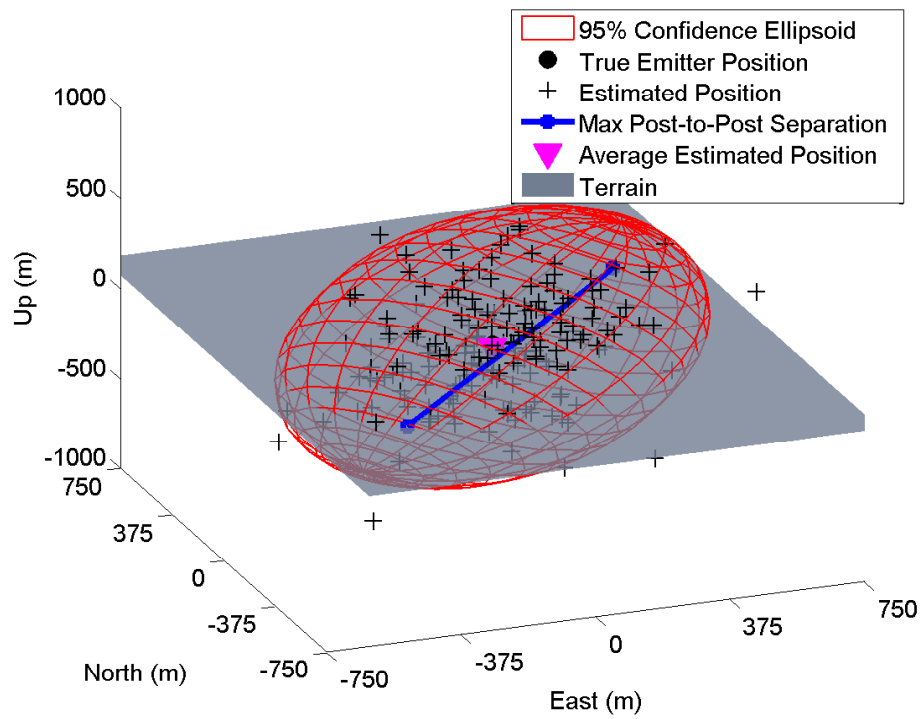 95% Confidence Ellipsoid
True Emitter Position
Estimated Position
Max Post-to-Post Separation
Average Estimated Position
Terrain
1000
500
0
-500
-1000
Up (m)
750
375
0
-375
-750
North (m)
-750
-375
0
375
750
East (m)